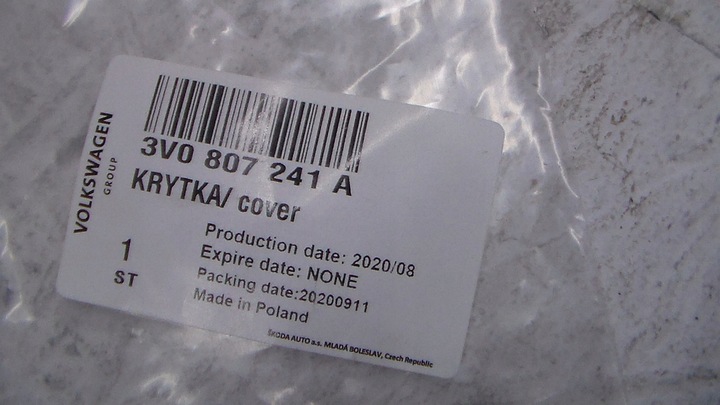 VOLKSWAGEN
GROUP
3V0 807 241 A
KRYTKA/ cover
1
ST
Production date: 2020/08
Expire date: NONE
Packing date:20200911
Made in Poland
ŠKODA AUTO a.s. MLADÁ BOLESLAV, Czech Republic